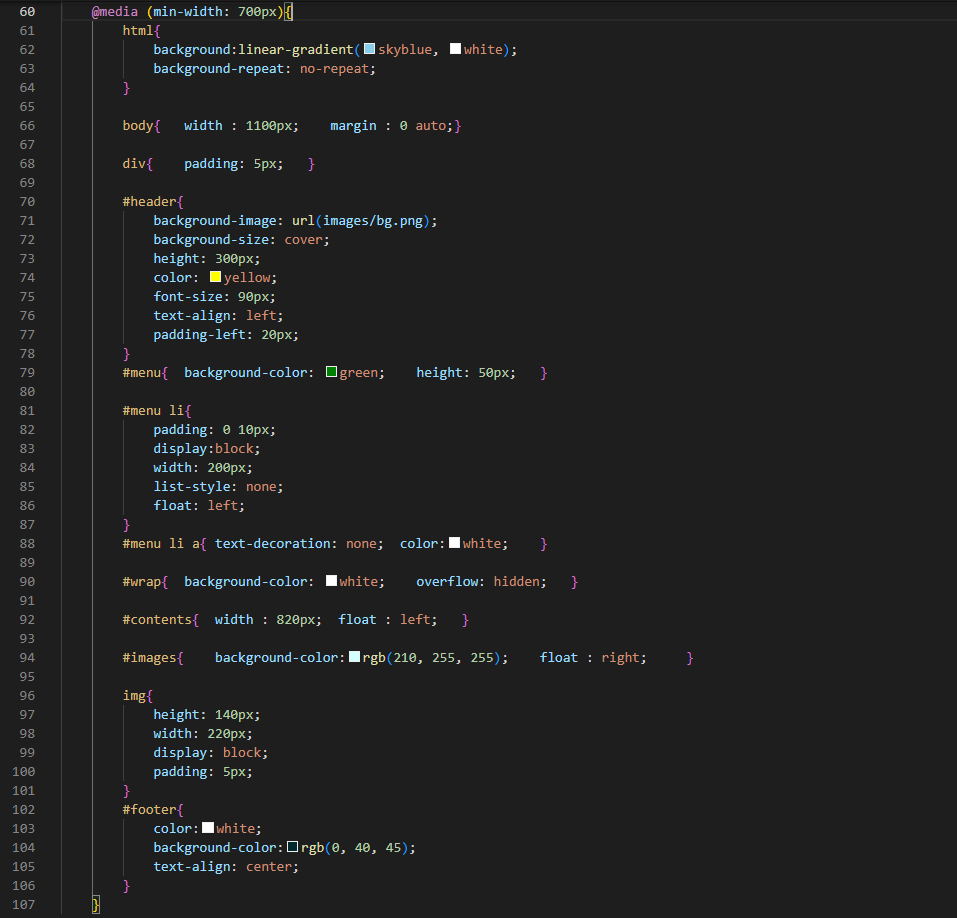 60 @media (min-width: 700px){
61 html{
62 background:linear-gradient(skyblue, white);
63 background-repeat: no-repeat;
64 }
65
66 body{ width : 1100px; margin : 0 auto;}
67
68 div{ padding: 5px; }
69
70 #header{
71 background-image: url(images/bg.png);
72 background-size: cover;
73 height: 300px;
74 color: yellow;
75 font-size: 90px;
76 text-align: left;
77 padding-left: 20px;
78 }
79 #menu{ background-color: green; height: 50px; }
80
81 #menu li{
82 padding: 0 10px;
83 display:block;
84 width: 200px;
85 list-style: none;
86 float: left;
87 }
88 #menu li a{ text-decoration: none; color:white; }
89
90 #wrap{ background-color: white; overflow: hidden; }
91
92 #contents{ width : 820px; float : left; }
93
94 #images{ background-color:rgb(210, 255, 255); float : right; }
95
96 img{
97 height: 140px;
98 width: 220px;
99 display: block;
100 padding: 5px;
101 }
102 #footer{
103 color:white;
104 background-color:rgb(0, 40, 45);
105 text-align: center;
106 }
107 }